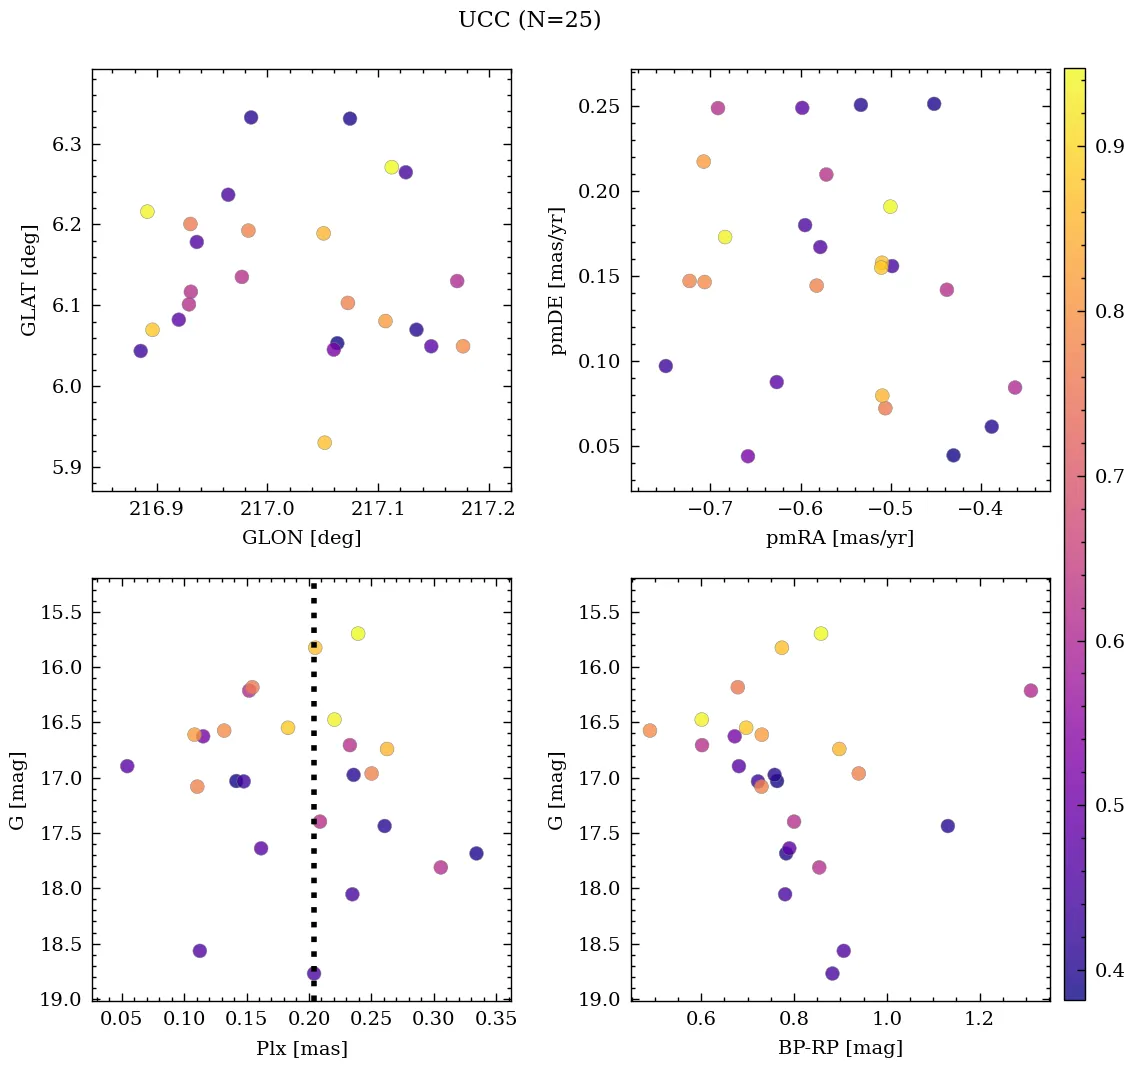 UCC (N=25)
6.3
6.2
6.1
6.0
5.9
GLAT [deg]
216.9 217.0 217.1 217.2
GLON [deg]
0.25
0.20
0.15
0.10
0.05
pmDE [mas/yr]
−0.7 −0.6 −0.5 −0.4
pmRA [mas/yr]
15.5
16.0
16.5
17.0
17.5
18.0
18.5
19.0
G [mag]
0.05 0.10 0.15 0.20 0.25 0.30 0.35
Plx [mas]
15.5
16.0
16.5
17.0
17.5
18.0
18.5
19.0
G [mag]
0.6 0.8 1.0 1.2
BP-RP [mag]
0.9
0.8
0.7
0.6
0.5
0.4